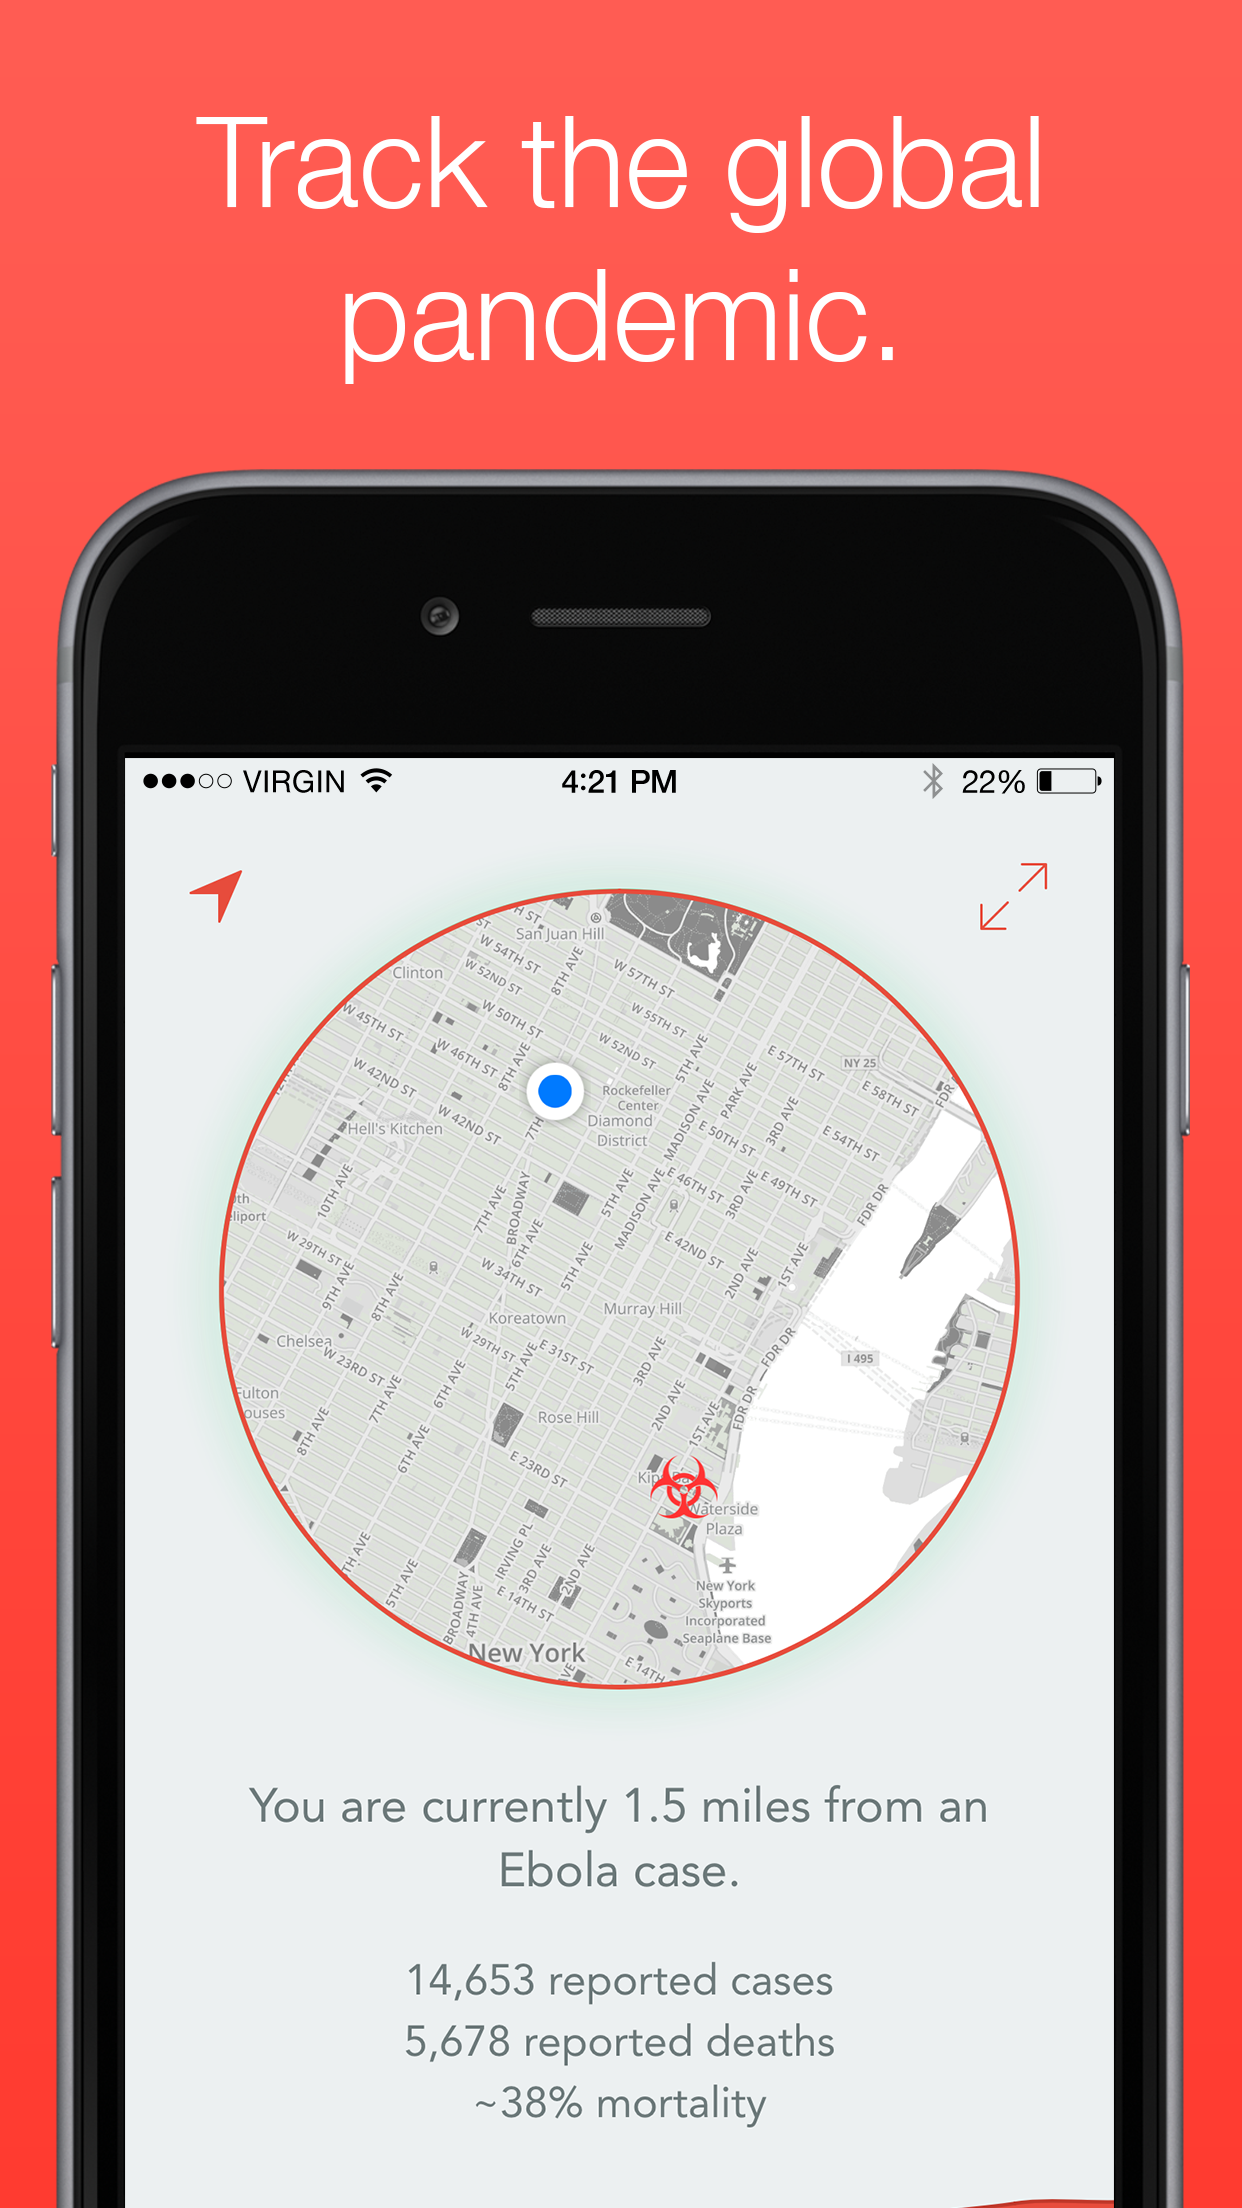 Track the global
pandemic.
VIRGIN 4:21 PM 22%
H ST
San Juan Hill
ST
W 54TH ST
Clinton
W 52ND ST
8TH AVE
W 57TH ST
W 50TH ST
W 55TH ST
W 45TH ST
W 46TH ST
W 52ND ST
5TH AVE
E 57TH ST
NY 25
W 42ND ST
8TH AVE
Rockefeller
Center
PARK AVE
E 58TH ST
FDR
Hell's Kitchen
W 42ND ST
7TH
Diamond
District
MADISON AVE
E 50TH ST
3RD AVE
E 54TH ST
10TH AVE
7TH AVE
BROADWAY
6TH AVE
5TH AVE
MADISON AVE
E 46TH ST
3RD AVE
E 49TH ST
FDR DR
eliport
W 29TH ST
9TH AVE
8TH AVE
W 34TH ST
5TH AVE
E 42ND ST
2ND AVE
1ST AVE
Koreatown
Murray Hill
Chelsea
W 23RD ST
W 29TH ST
E 31ST ST
3RD AVE
FDR DR
I 495
Fulton
ouses
8TH AVE
7TH AVE
6TH AVE
5TH AVE
Rose Hill
2ND AVE
1ST AVE
FDR DR
6TH AVE
E 23RD ST
Waterside
Plaza
TH AVE
5TH AVE
IRVING PL
3RD AVE
2ND AVE
New York
Skyports
Incorporated
Seaplane Base
BROADWAY
4TH AVE
E 14TH ST
New York
VE
E 14TH
You are currently 1.5 miles from an
Ebola case.
14,653 reported cases
5,678 reported deaths
~38% mortality